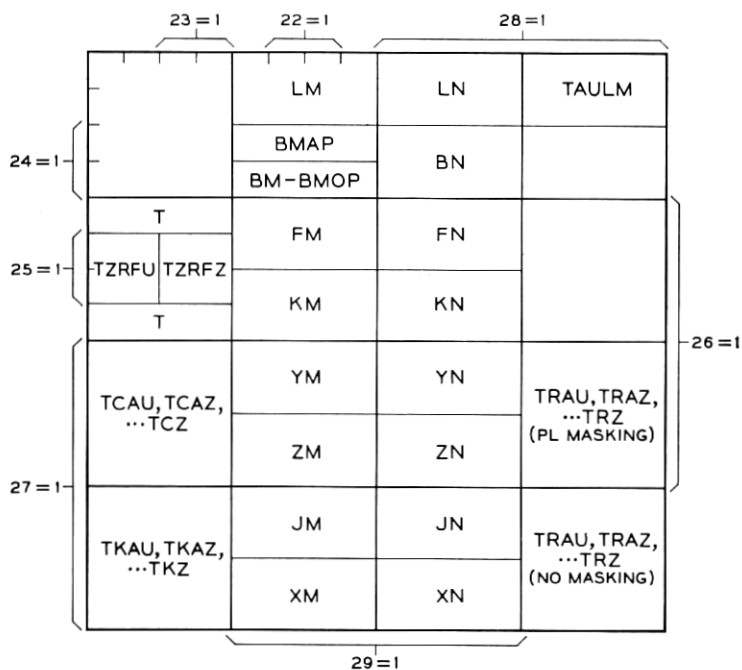 23=1
22=1
28=1
LM
LN
TAULM
24=1
BMAP
BM-BMOP
BN
T
FM
FN
25=1
TZRFU
TZRFZ
T
KM
KN
26=1
TCAU, TCAZ,
···TCZ
YM
YN
TRAU, TRAZ,
···TRZ
(PL MASKING)
ZM
ZN
27=1
TKAU, TKAZ,
···TKZ
JM
JN
TRAU, TRAZ,
···TRZ
(NO MASKING)
XM
XN
29=1